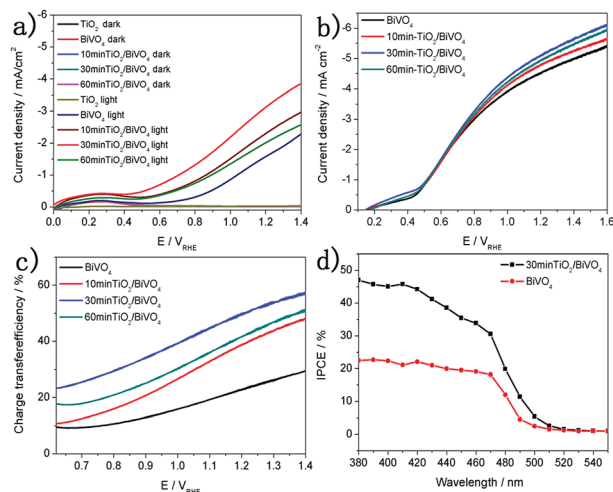 a)
-6
-5
-4
-3
-2
-1
0
0.0 0.2 0.4 0.6 0.8 1.0 1.2 1.4
Current density / mA/cm²
E / V_RHE
TiO₂ dark
BiVO₄ dark
10minTiO₂/BiVO₄ dark
30minTiO₂/BiVO₄ dark
60minTiO₂/BiVO₄ dark
TiO₂ light
BiVO₄ light
10minTiO₂/BiVO₄ light
30minTiO₂/BiVO₄ light
60minTiO₂/BiVO₄ light
b)
-6
-5
-4
-3
-2
-1
0
0.2 0.4 0.6 0.8 1.0 1.2 1.4 1.6
Current density / mA cm⁻²
E / V_RHE
BiVO₄
10min-TiO₂/BiVO₄
30min-TiO₂/BiVO₄
60min-TiO₂/BiVO₄
c)
60
40
20
0
0.7 0.8 0.9 1.0 1.1 1.2 1.3 1.4
Charge transferefficiency / %
E / V_RHE
BiVO₄
10minTiO₂/BiVO₄
30minTiO₂/BiVO₄
60minTiO₂/BiVO₄
d)
50
40
30
20
10
0
380 400 420 440 460 480 500 520 540
IPCE / %
Wavelength / nm
30minTiO₂/BiVO₄
BiVO₄